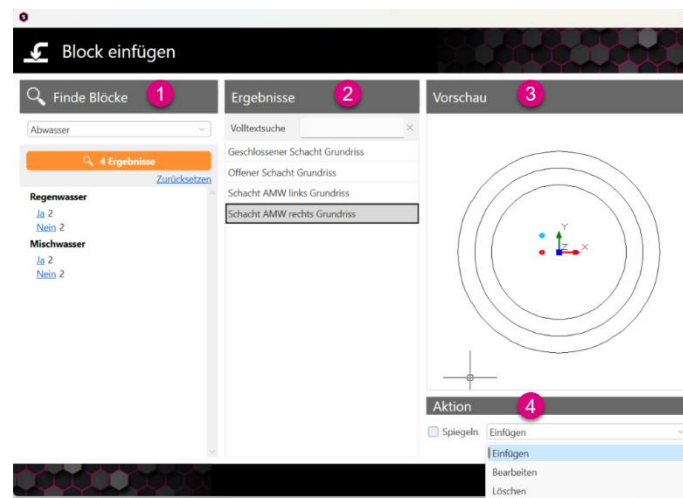 Block einfügen
Finde Blöcke 1
Ergebnisse 2
Vorschau 3
Abwasser
4 Ergebnisse
Zurücksetzen
Regenwasser
Ja 2
Nein 2
Mischwasser
Ja 2
Nein 2
Volltextsuche
Geschlossener Schacht Grundriss
Offener Schacht Grundriss
Schacht AMW links Grundriss
Schacht AMW rechts Grundriss
Y
Z X
Aktion 4
Spiegeln Einfügen
Einfügen
Bearbeiten
Löschen